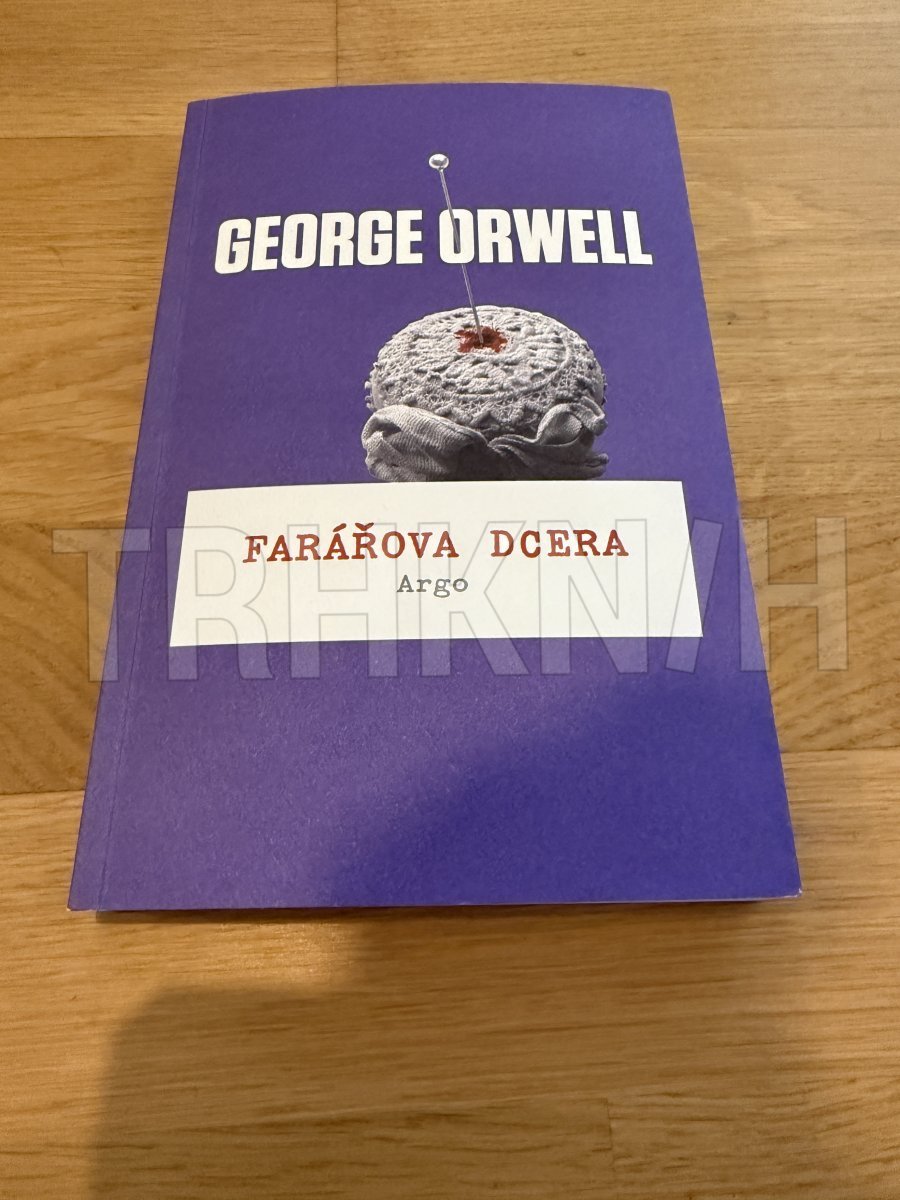 GEORGE ORWELL
FARÁŘOVA DCERA
Argo
TRHKNIH